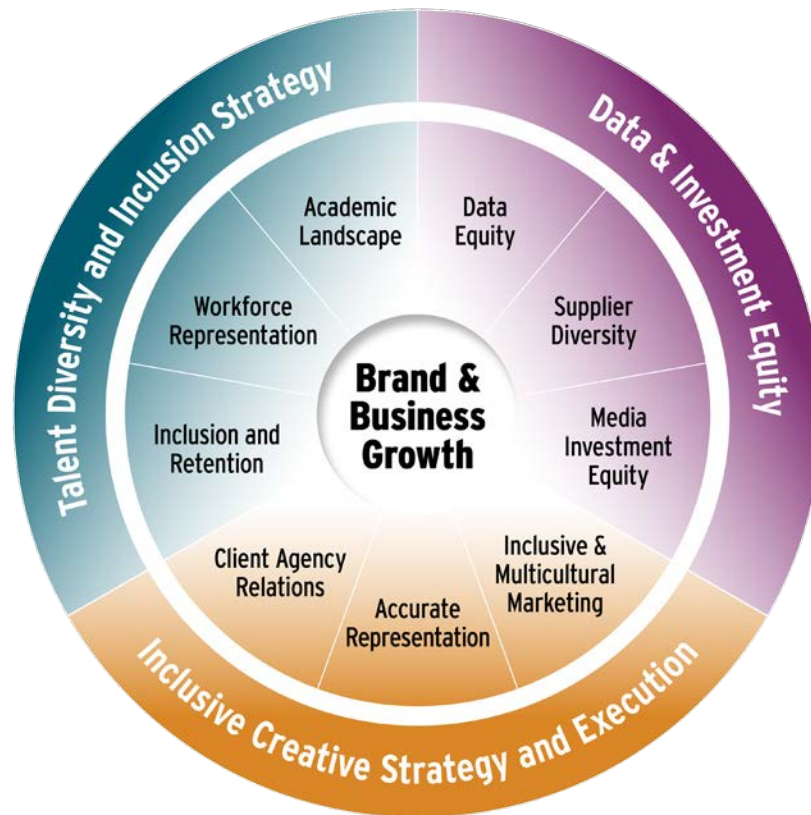 Talent Diversity and Inclusion Strategy
Data & Investment Equity
Inclusive Creative Strategy and Execution
Academic
Landscape
Data
Equity
Workforce
Representation
Supplier
Diversity
Inclusion and
Retention
Media
Investment
Equity
Client Agency
Relations
Accurate
Representation
Inclusive &
Multicultural
Marketing
Brand &
Business
Growth